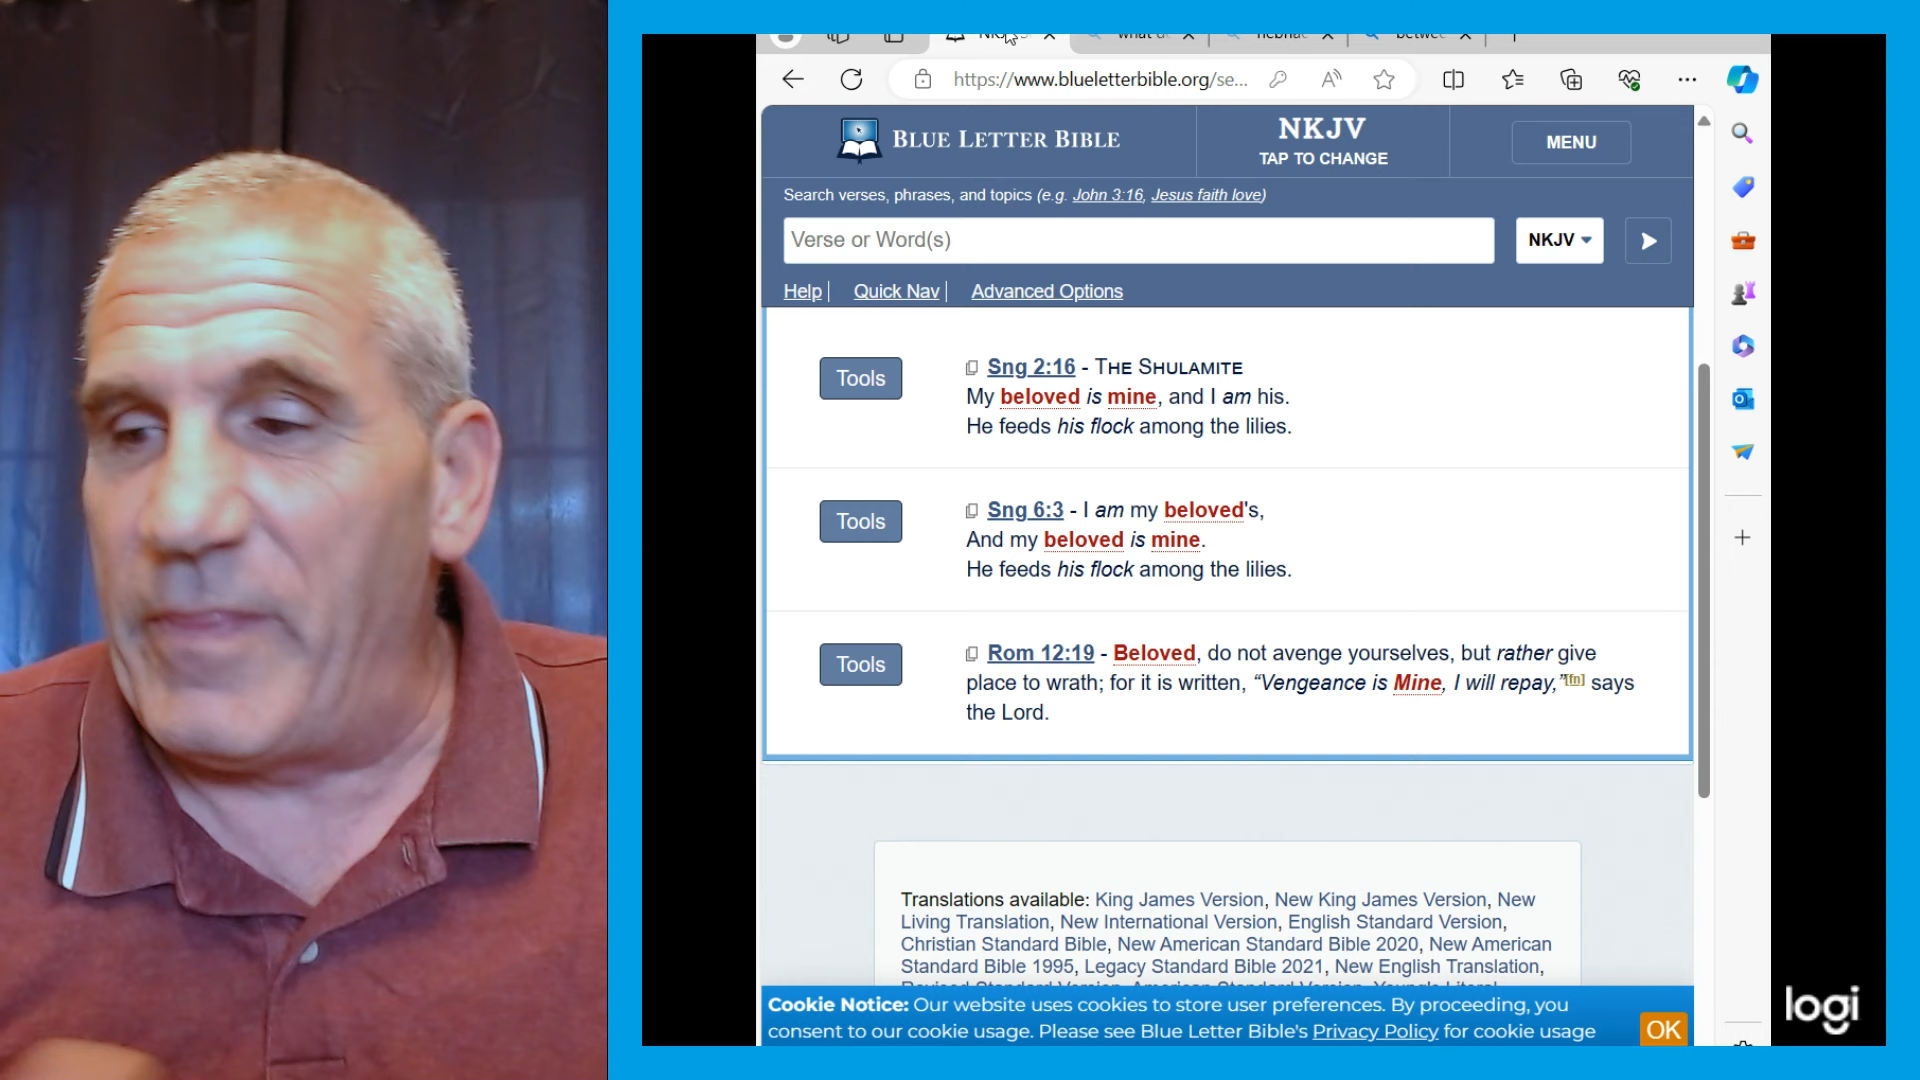 https://www.blueletterbible.org/se...
BLUE LETTER BIBLE
NKJV
TAP TO CHANGE
MENU
Search verses, phrases, and topics (e.g. John 3:16, Jesus faith love)
Verse or Word(s)
NKJV
Help
Quick Nav
Advanced Options
Tools
Sng 2:16 - THE SHULAMITE
My beloved is mine, and I am his.
He feeds his flock among the lilies.
Tools
Sng 6:3 - I am my beloved's,
And my beloved is mine.
He feeds his flock among the lilies.
Tools
Rom 12:19 - Beloved, do not avenge yourselves, but rather give
place to wrath; for it is written, “Vengeance is Mine, I will repay,”[fn] says
the Lord.
Translations available: King James Version, New King James Version, New
Living Translation, New International Version, English Standard Version,
Christian Standard Bible, New American Standard Bible 2020, New American
Standard Bible 1995, Legacy Standard Bible 2021, New English Translation,
Cookie Notice: Our website uses cookies to store user preferences. By proceeding, you
consent to our cookie usage. Please see Blue Letter Bible's Privacy Policy for cookie usage
OK
logi